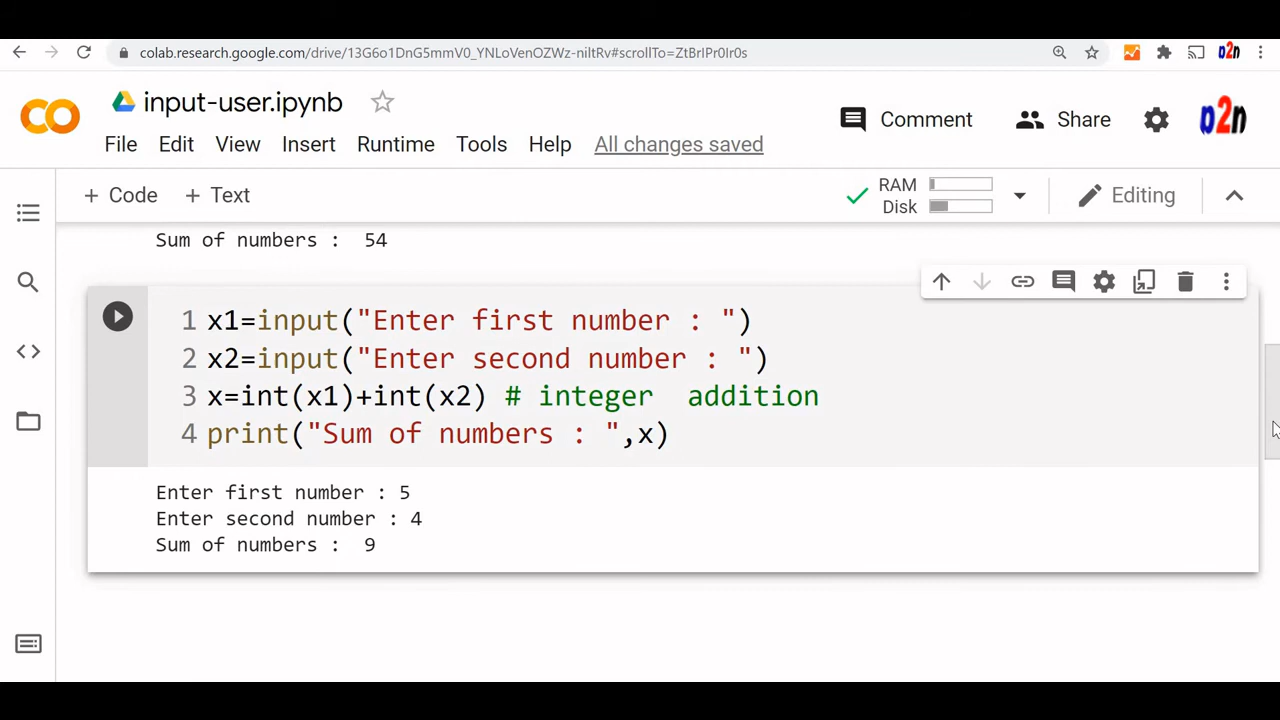 colab.research.google.com/drive/13G6o1DnG5mmV0_YNLoVenOZWz-niltRv#scrollTo=ZtBrIPr0Ir0s
input-user.ipynb
Comment
Share
File Edit View Insert Runtime Tools Help All changes saved
+ Code + Text
RAM
Disk
Editing
Sum of numbers :  54
1 x1=input("Enter first number : ")
2 x2=input("Enter second number : ")
3 x=int(x1)+int(x2) # integer  addition
4 print("Sum of numbers : ",x)
Enter first number : 5
Enter second number : 4
Sum of numbers :  9